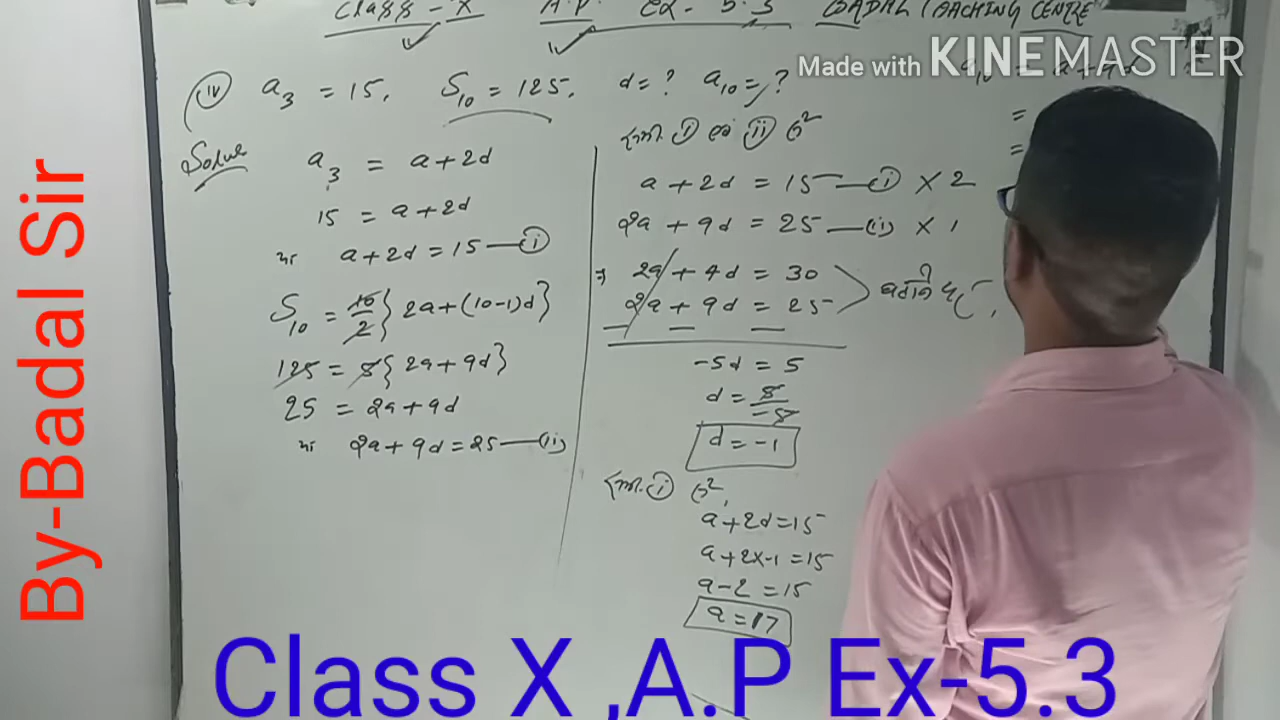 Class - X A.P. Ex - 5.3 BADAL COACHING CENTRE
Made with KINEMASTER
(iv) a₃ = 15, S₁₀ = 125, d = ? a₁₀ = ?
Solve
a₃ = a + 2d
15 = a + 2d
a + 2d = 15 — (i)
S₁₀ = 10/2 { 2a + (10-1)d }
125 = 5 { 2a + 9d }
25 = 2a + 9d
2a + 9d = 25 — (ii)
(i) (ii)
a + 2d = 15 — (i) × 2
2a + 9d = 25 — (ii) × 1
⇒ 2a + 4d = 30
2a + 9d = 25
— — —
-5d = 5
d = 5/-5
d = -1
(i)
a + 2d = 15
a + 2×-1 = 15
a - 2 = 15
a = 17
a₁₀ = a + 9d
=
=
By-Badal Sir
Class X ,A.P Ex-5.3